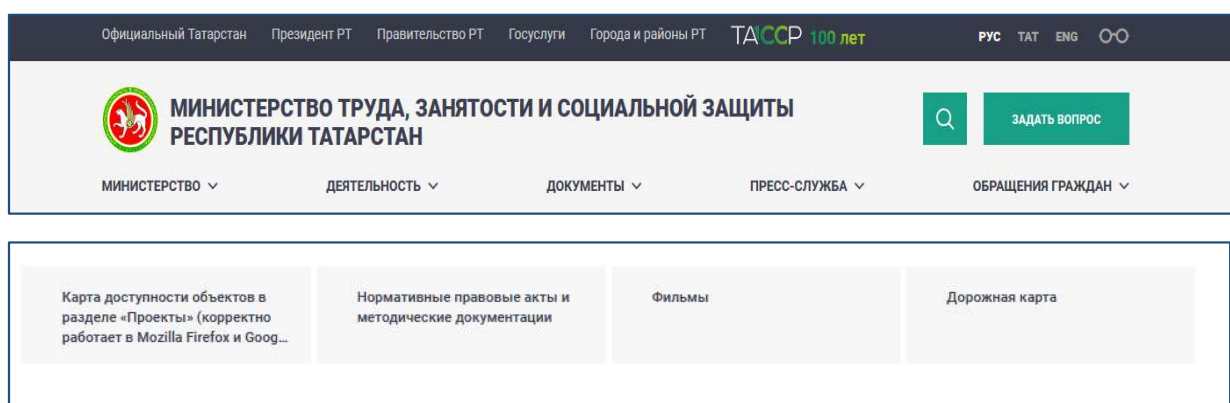 Официальный Татарстан Президент РТ Правительство РТ Госуслуги Города и районы РТ ТАССР 100 лет РУС ТАТ ENG
МИНИСТЕРСТВО ТРУДА, ЗАНЯТОСТИ И СОЦИАЛЬНОЙ ЗАЩИТЫ
РЕСПУБЛИКИ ТАТАРСТАН
ЗАДАТЬ ВОПРОС
МИНИСТЕРСТВО ДЕЯТЕЛЬНОСТЬ ДОКУМЕНТЫ ПРЕСС-СЛУЖБА ОБРАЩЕНИЯ ГРАЖДАН
Карта доступности объектов в
разделе «Проекты» (корректно
работает в Mozilla Firefox и Goog...
Нормативные правовые акты и
методические документации
Фильмы
Дорожная карта